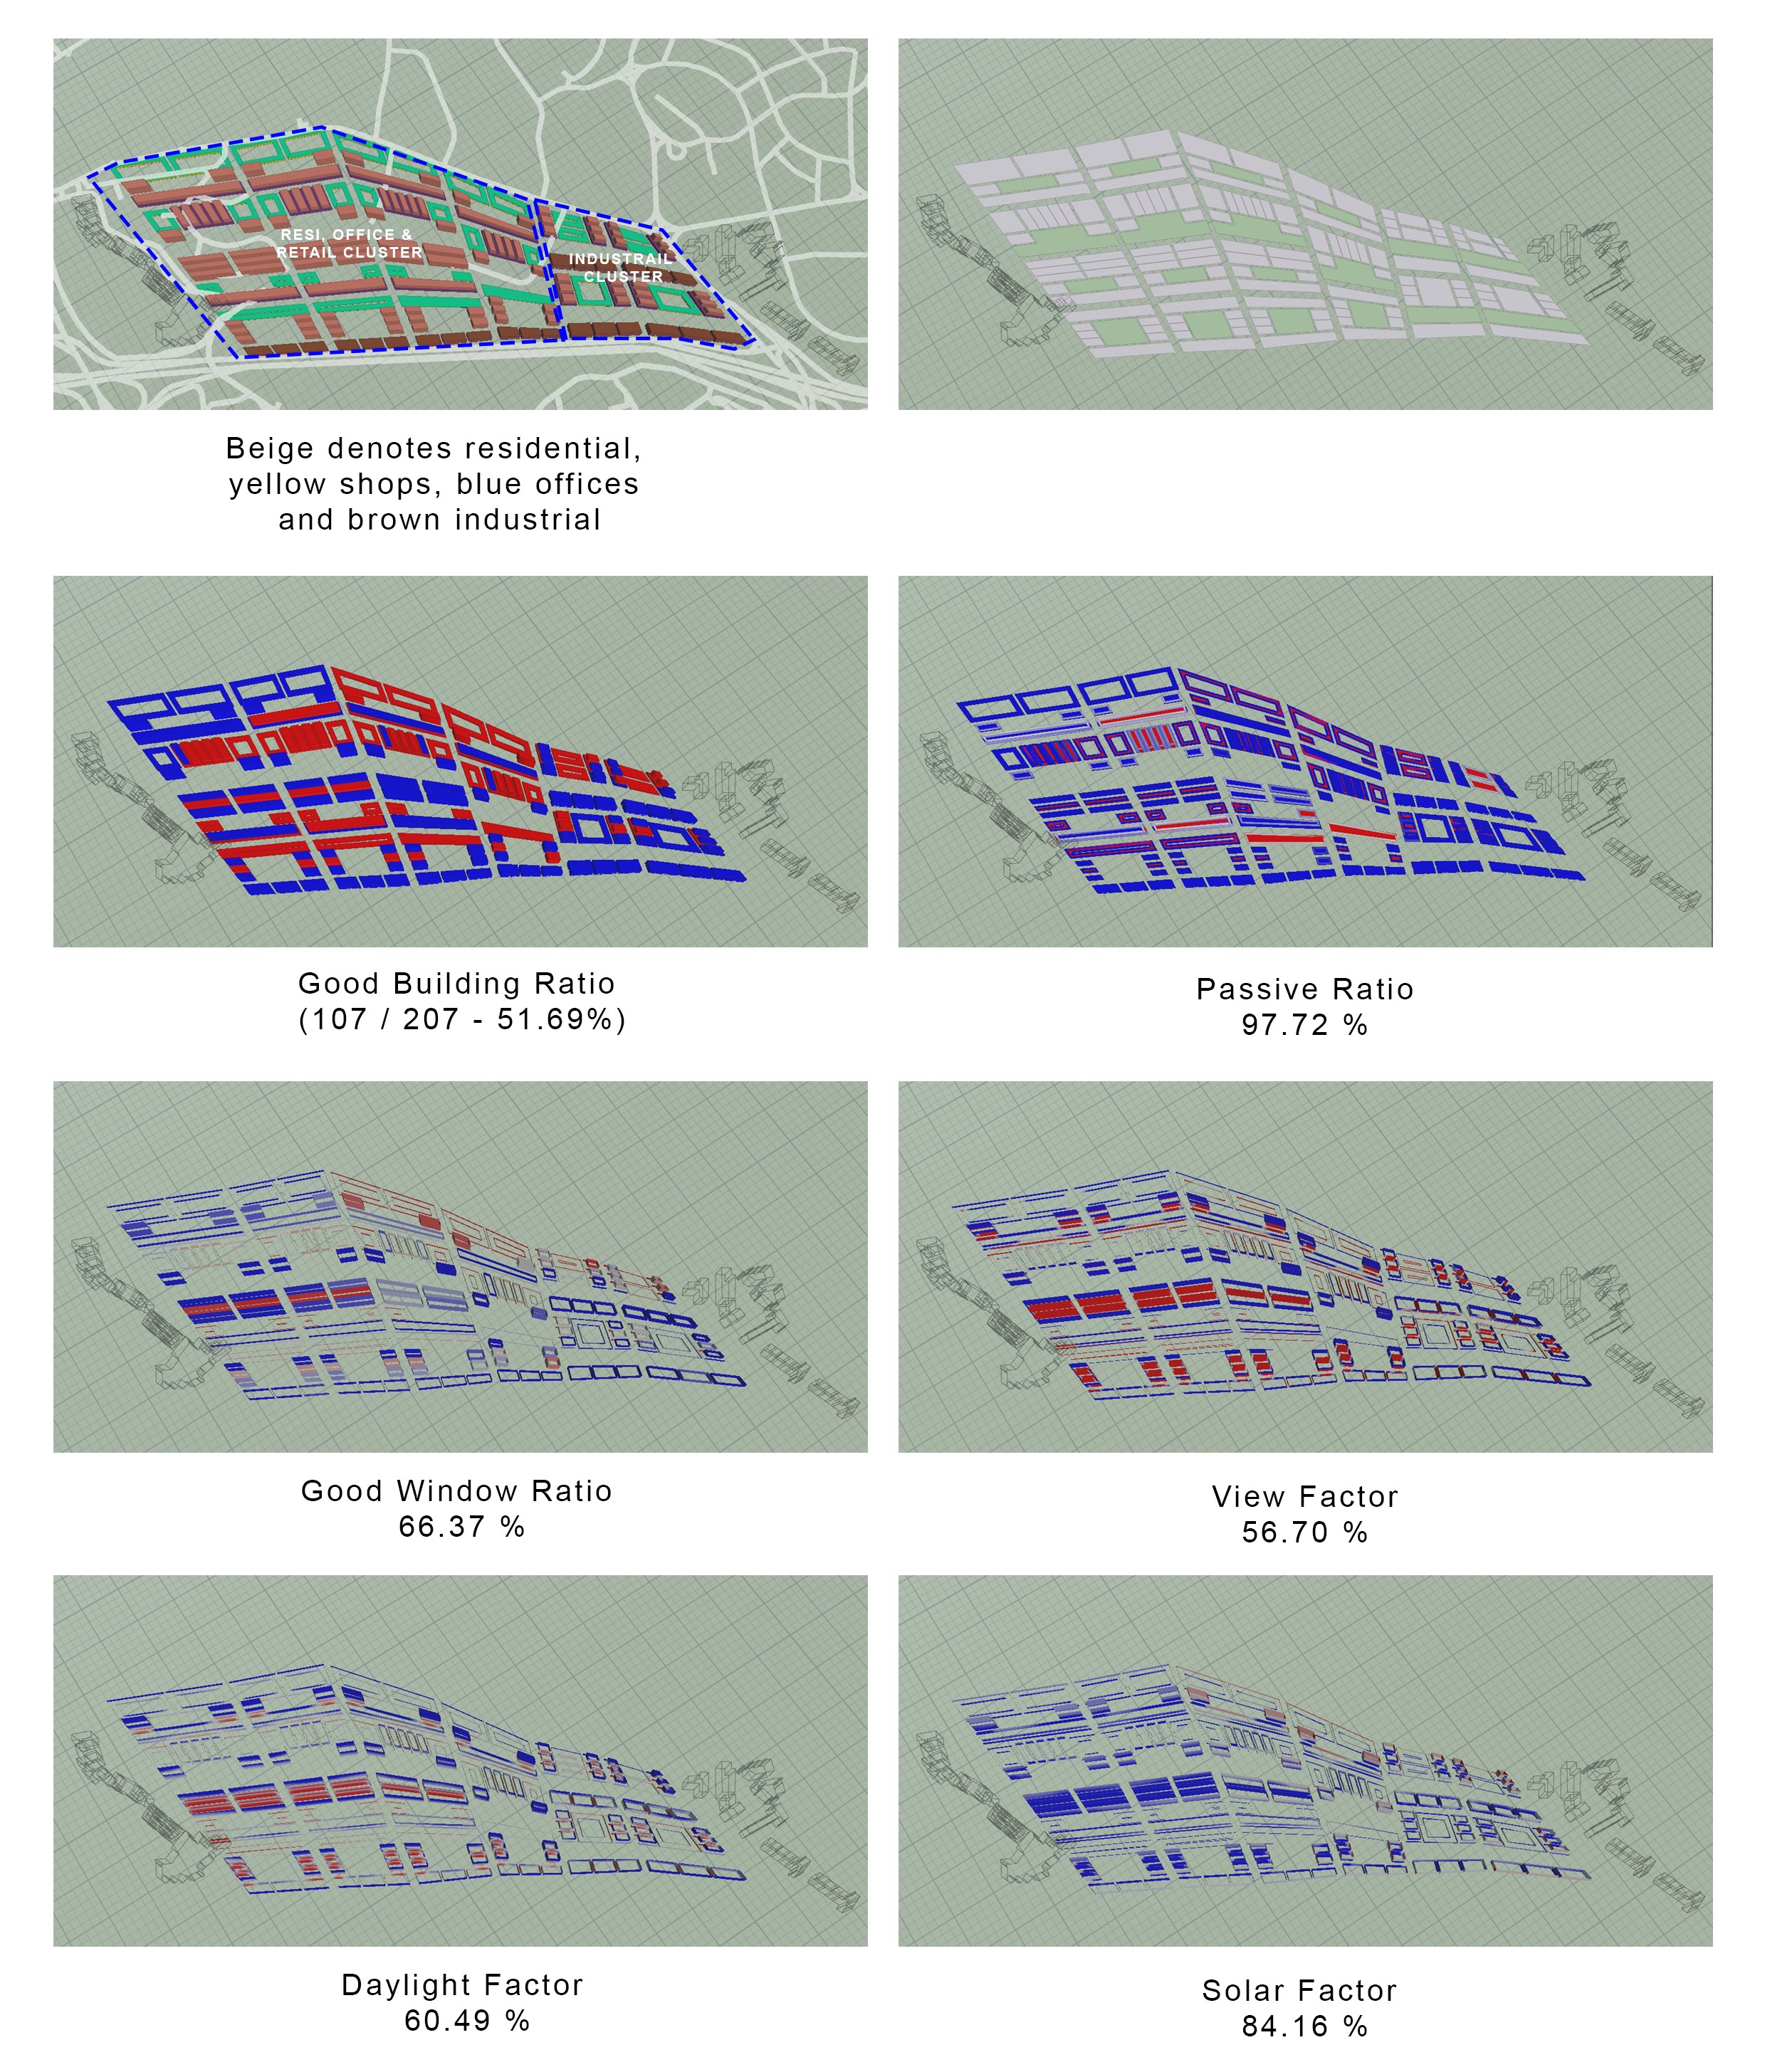 RESI, OFFICE &
RETAIL CLUSTER
INDUSTRAIL
CLUSTER
Beige denotes residential,
yellow shops, blue offices
and brown industrial
Good Building Ratio
(107 / 207 - 51.69%)
Passive Ratio
97.72 %
Good Window Ratio
66.37 %
View Factor
56.70 %
Daylight Factor
60.49 %
Solar Factor
84.16 %